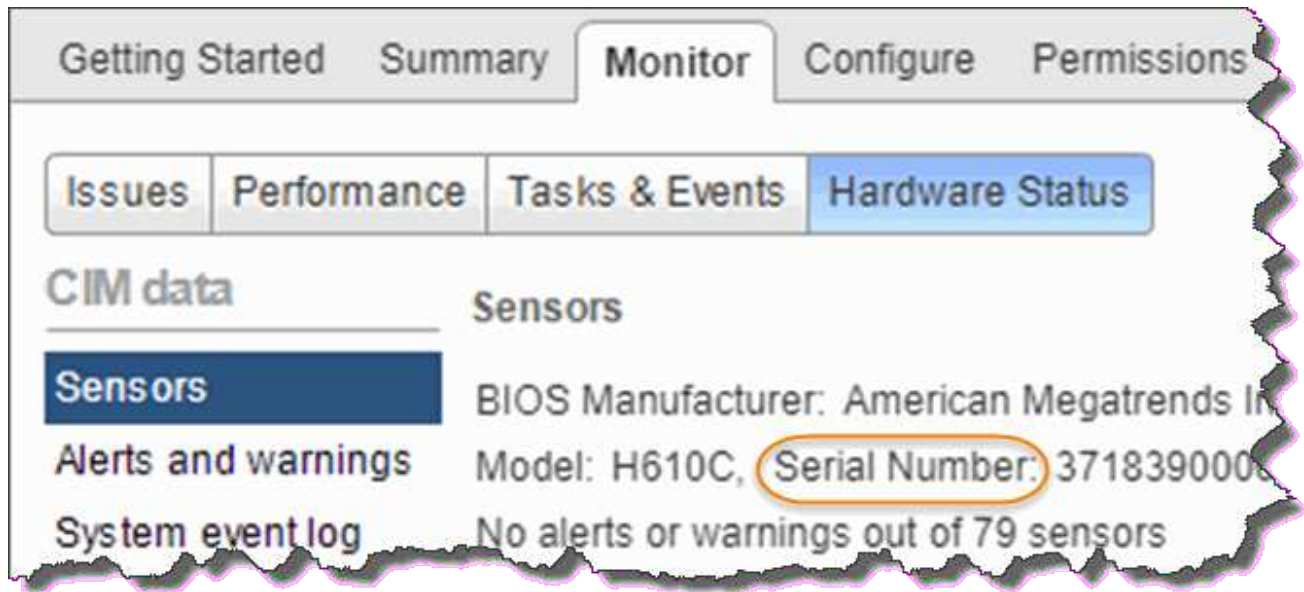 Getting Started Summary Monitor Configure Permissions
Issues Performance Tasks & Events Hardware Status
CIM data
Sensors
Sensors
Alerts and warnings
System event log
BIOS Manufacturer: American Megatrends
Model: H610C, Serial Number: 371839000
No alerts or warnings out of 79 sensors